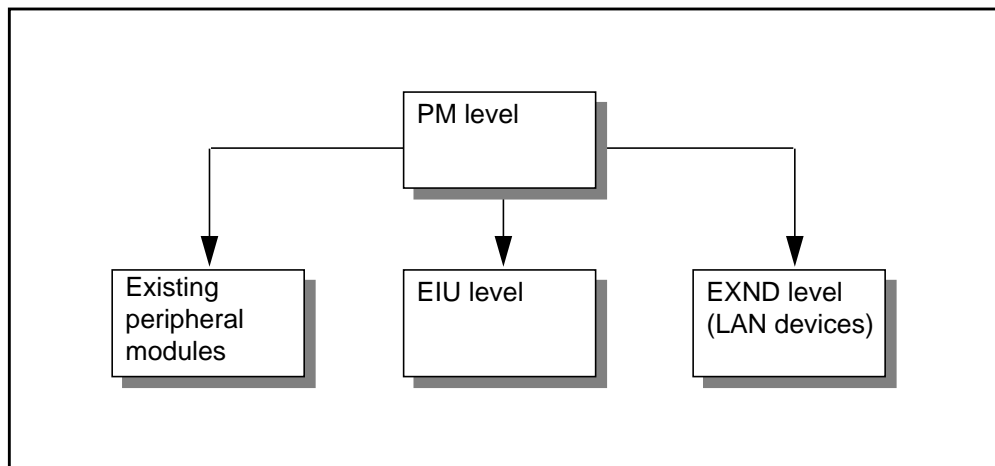 PM level
Existing
peripheral
modules
EIU level
EXND level
(LAN devices)